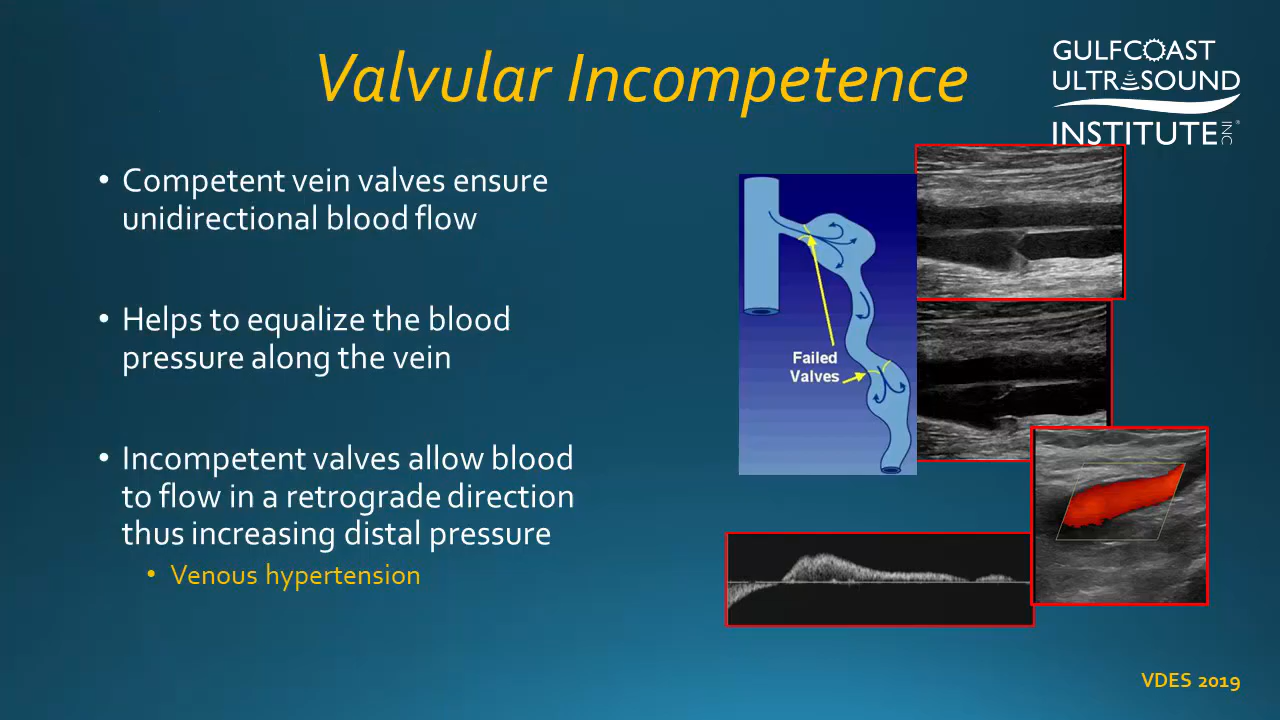 Valvular Incompetence
GULFCOAST
ULTRASOUND
INSTITUTE INC®
• Competent vein valves ensure
unidirectional blood flow
• Helps to equalize the blood
pressure along the vein
• Incompetent valves allow blood
to flow in a retrograde direction
thus increasing distal pressure
• Venous hypertension
Failed
Valves
VDES 2019